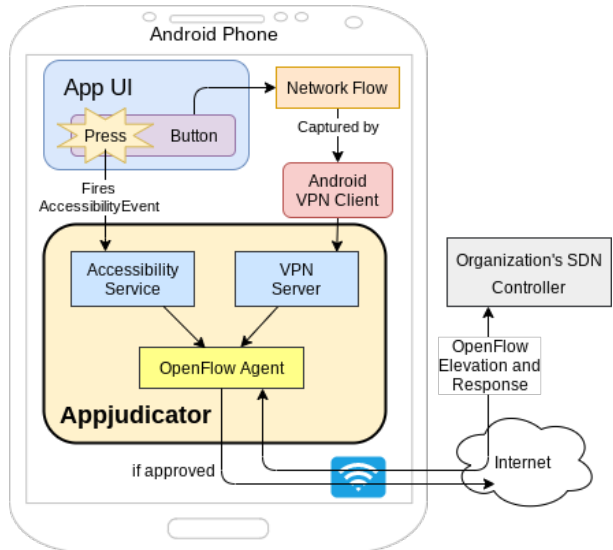 Android Phone
App UI
Press
Button
Network Flow
Captured by
Android
VPN Client
Fires
AccessibilityEvent
Accessibility
Service
VPN
Server
OpenFlow Agent
Appjudicator
if approved
Organization's SDN
Controller
OpenFlow
Elevation and
Response
Internet